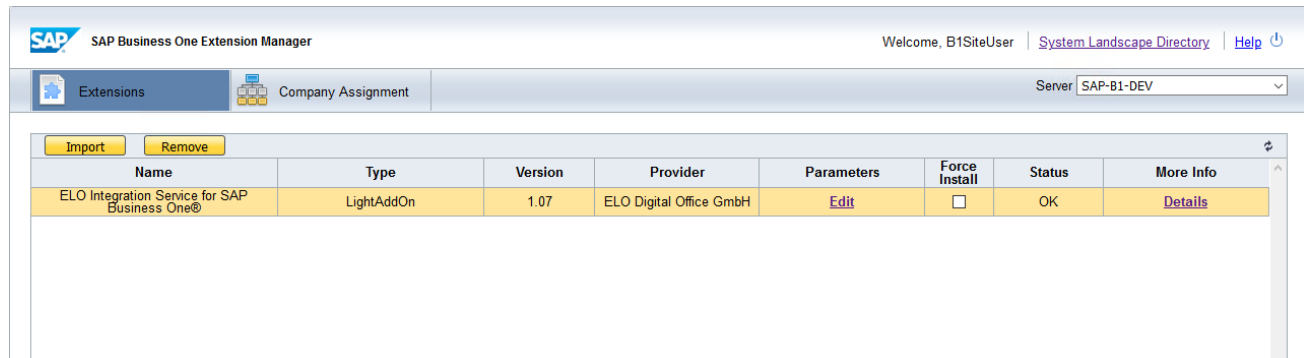 SAP SAP Business One Extension Manager Welcome, B1SiteUser System Landscape Directory Help
Extensions Company Assignment Server SAP-B1-DEV
Import Remove
Name Type Version Provider Parameters Force Install Status More Info
ELO Integration Service for SAP
Business One® LightAddOn 1.07 ELO Digital Office GmbH Edit OK Details